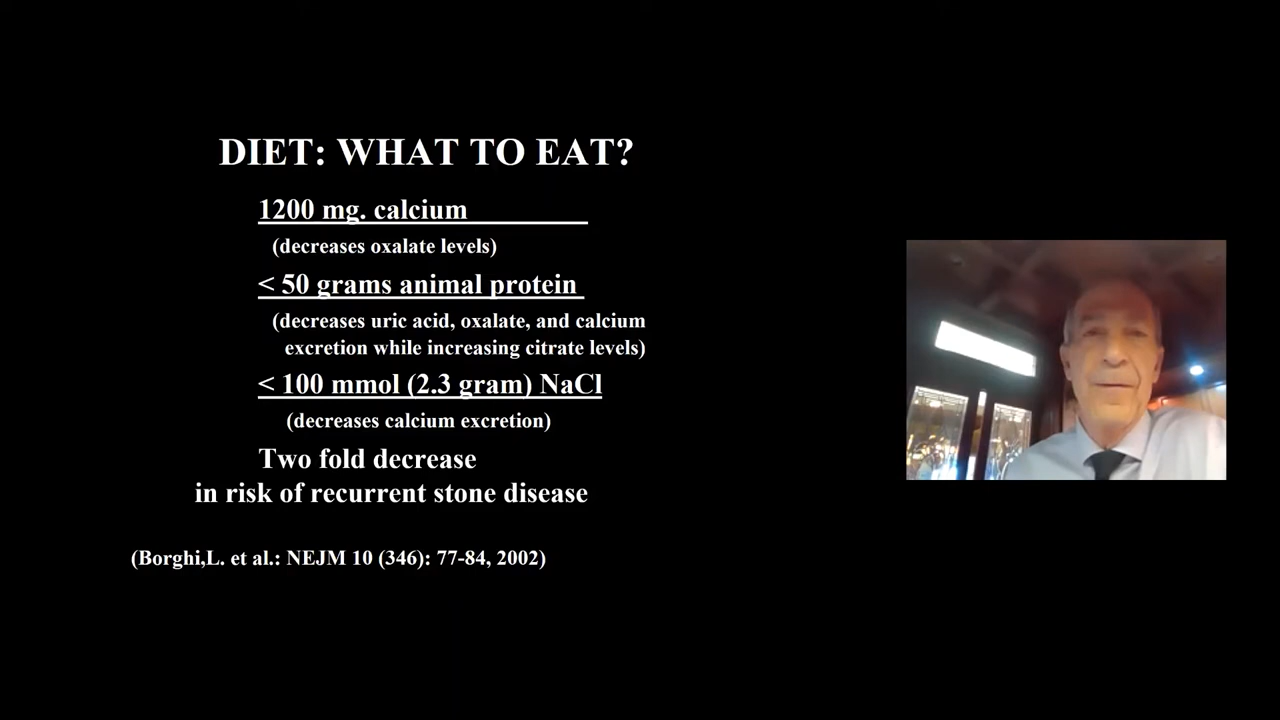 DIET: WHAT TO EAT?
1200 mg. calcium
(decreases oxalate levels)
< 50 grams animal protein
(decreases uric acid, oxalate, and calcium
excretion while increasing citrate levels)
< 100 mmol (2.3 gram) NaCl
(decreases calcium excretion)
Two fold decrease
in risk of recurrent stone disease
(Borghi,L. et al.: NEJM 10 (346): 77-84, 2002)